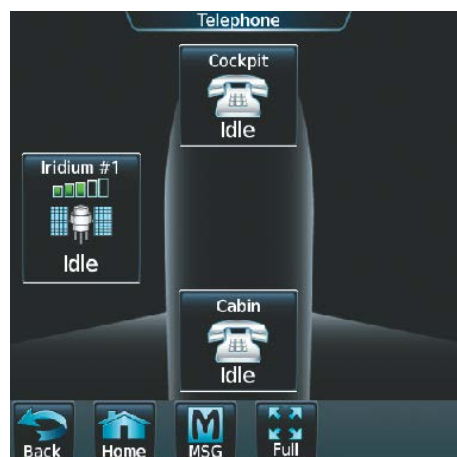 Telephone
Cockpit
Idle
Iridium #1
Idle
Cabin
Idle
Back
Home
MSG
Full